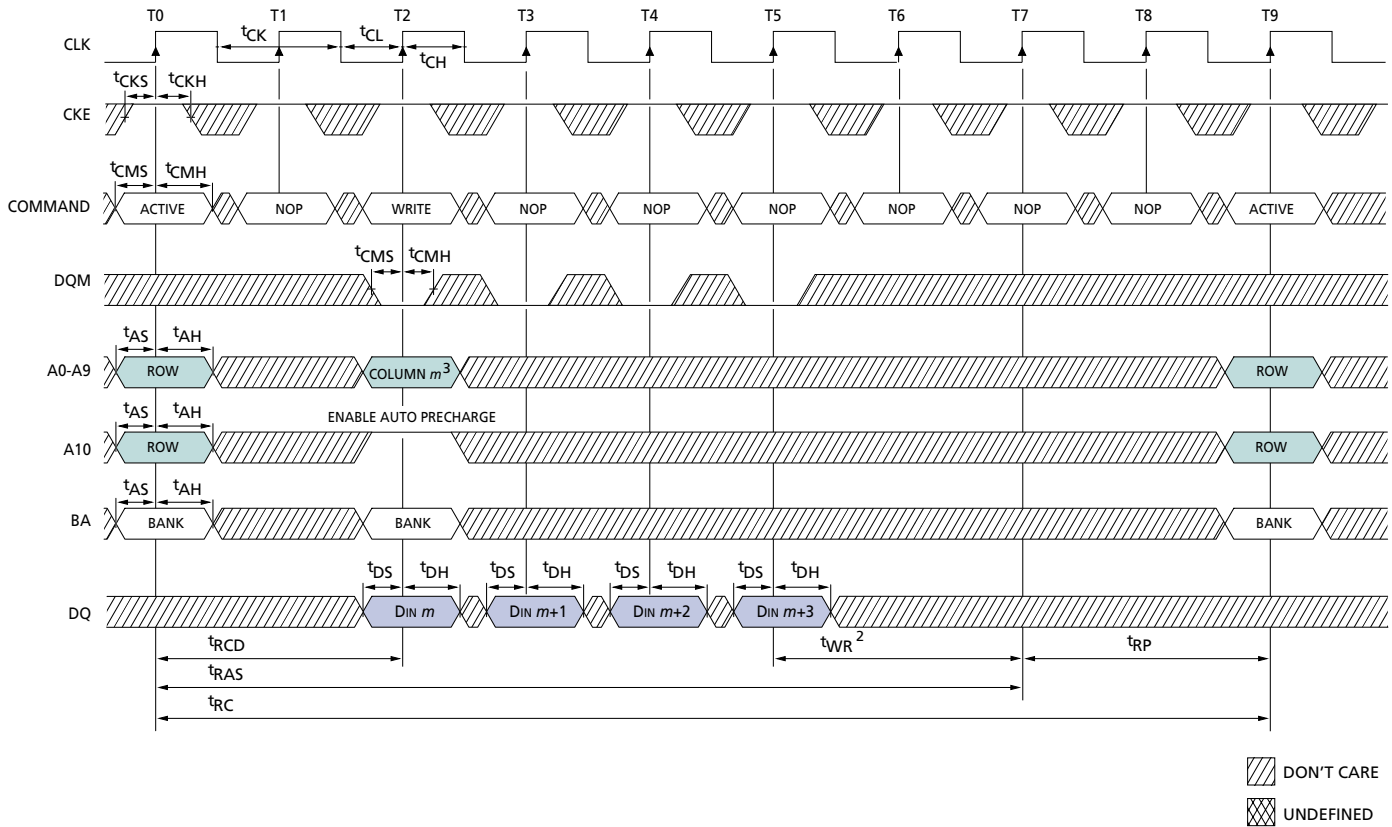 T0 T1 T2 T3 T4 T5 T6 T7 T8 T9
CLK tCK tCL tCH
tCKS tCKH
CKE
tCMS tCMH
COMMAND ACTIVE NOP WRITE NOP NOP NOP NOP NOP NOP ACTIVE
tCMS tCMH
DQM
tAS tAH
A0-A9 ROW COLUMN m3 ROW
tAS tAH ENABLE AUTO PRECHARGE
A10 ROW ROW
tAS tAH
BA BANK BANK BANK
tDS tDH tDS tDH tDS tDH tDS tDH
DQ DIN m DIN m+1 DIN m+2 DIN m+3
tRCD tWR 2 tRP
tRAS
tRC
DON'T CARE
UNDEFINED